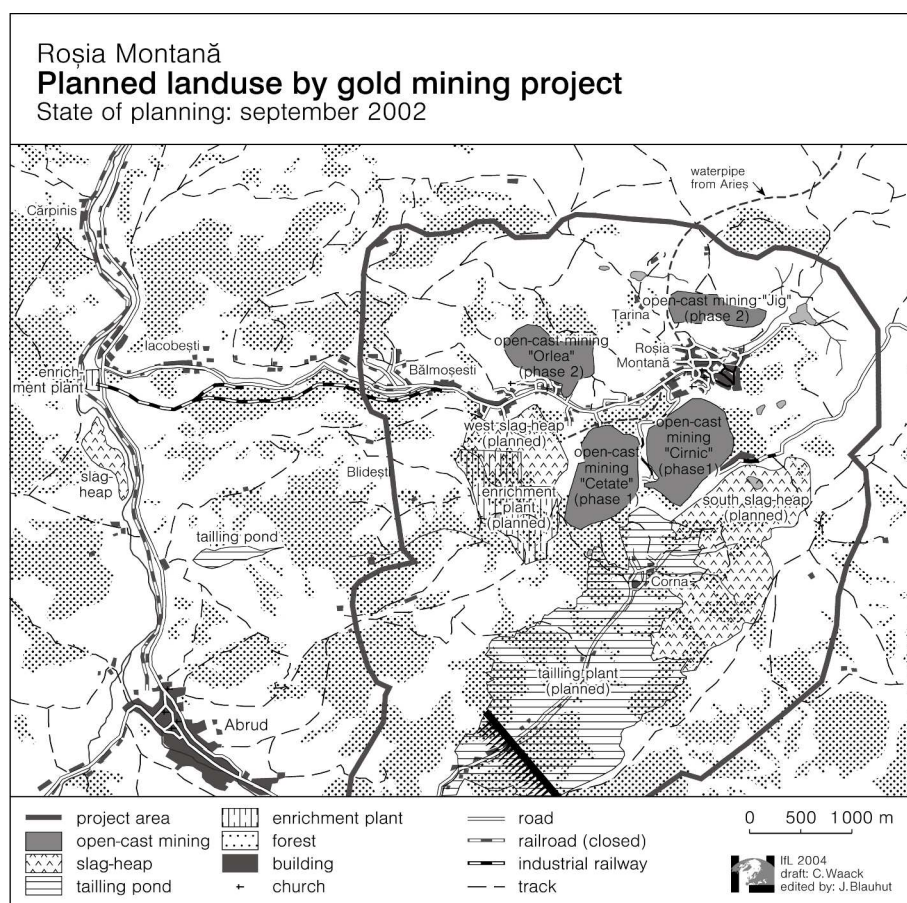 Roșia Montană
Planned landuse by gold mining project
State of planning: september 2002
waterpipe
from Arieș
Cărpiniș
open-cast mining "Jig"
(phase 2)
Țarina
open-cast mining
"Orlea"
(phase 2)
Roșia
Montană
Iacobești
enrich-
ment plant
Bălmoșești
west slag-heap
(planned)
open-cast
mining
"Cirnic"
(phase1)
open-cast
mining
"Cetate"
(phase 1)
Blidești
slag-
heap
enrichment
plant
(planned)
south slag-heap
(planned)
tailling pond
Corna
tailling plant
(planned)
Abrud
project area
open-cast mining
slag-heap
tailling pond
enrichment plant
forest
building
church
road
railroad (closed)
industrial railway
track
0 500 1000 m
IfL 2004
draft: C.Waack
edited by: J.Blauhut